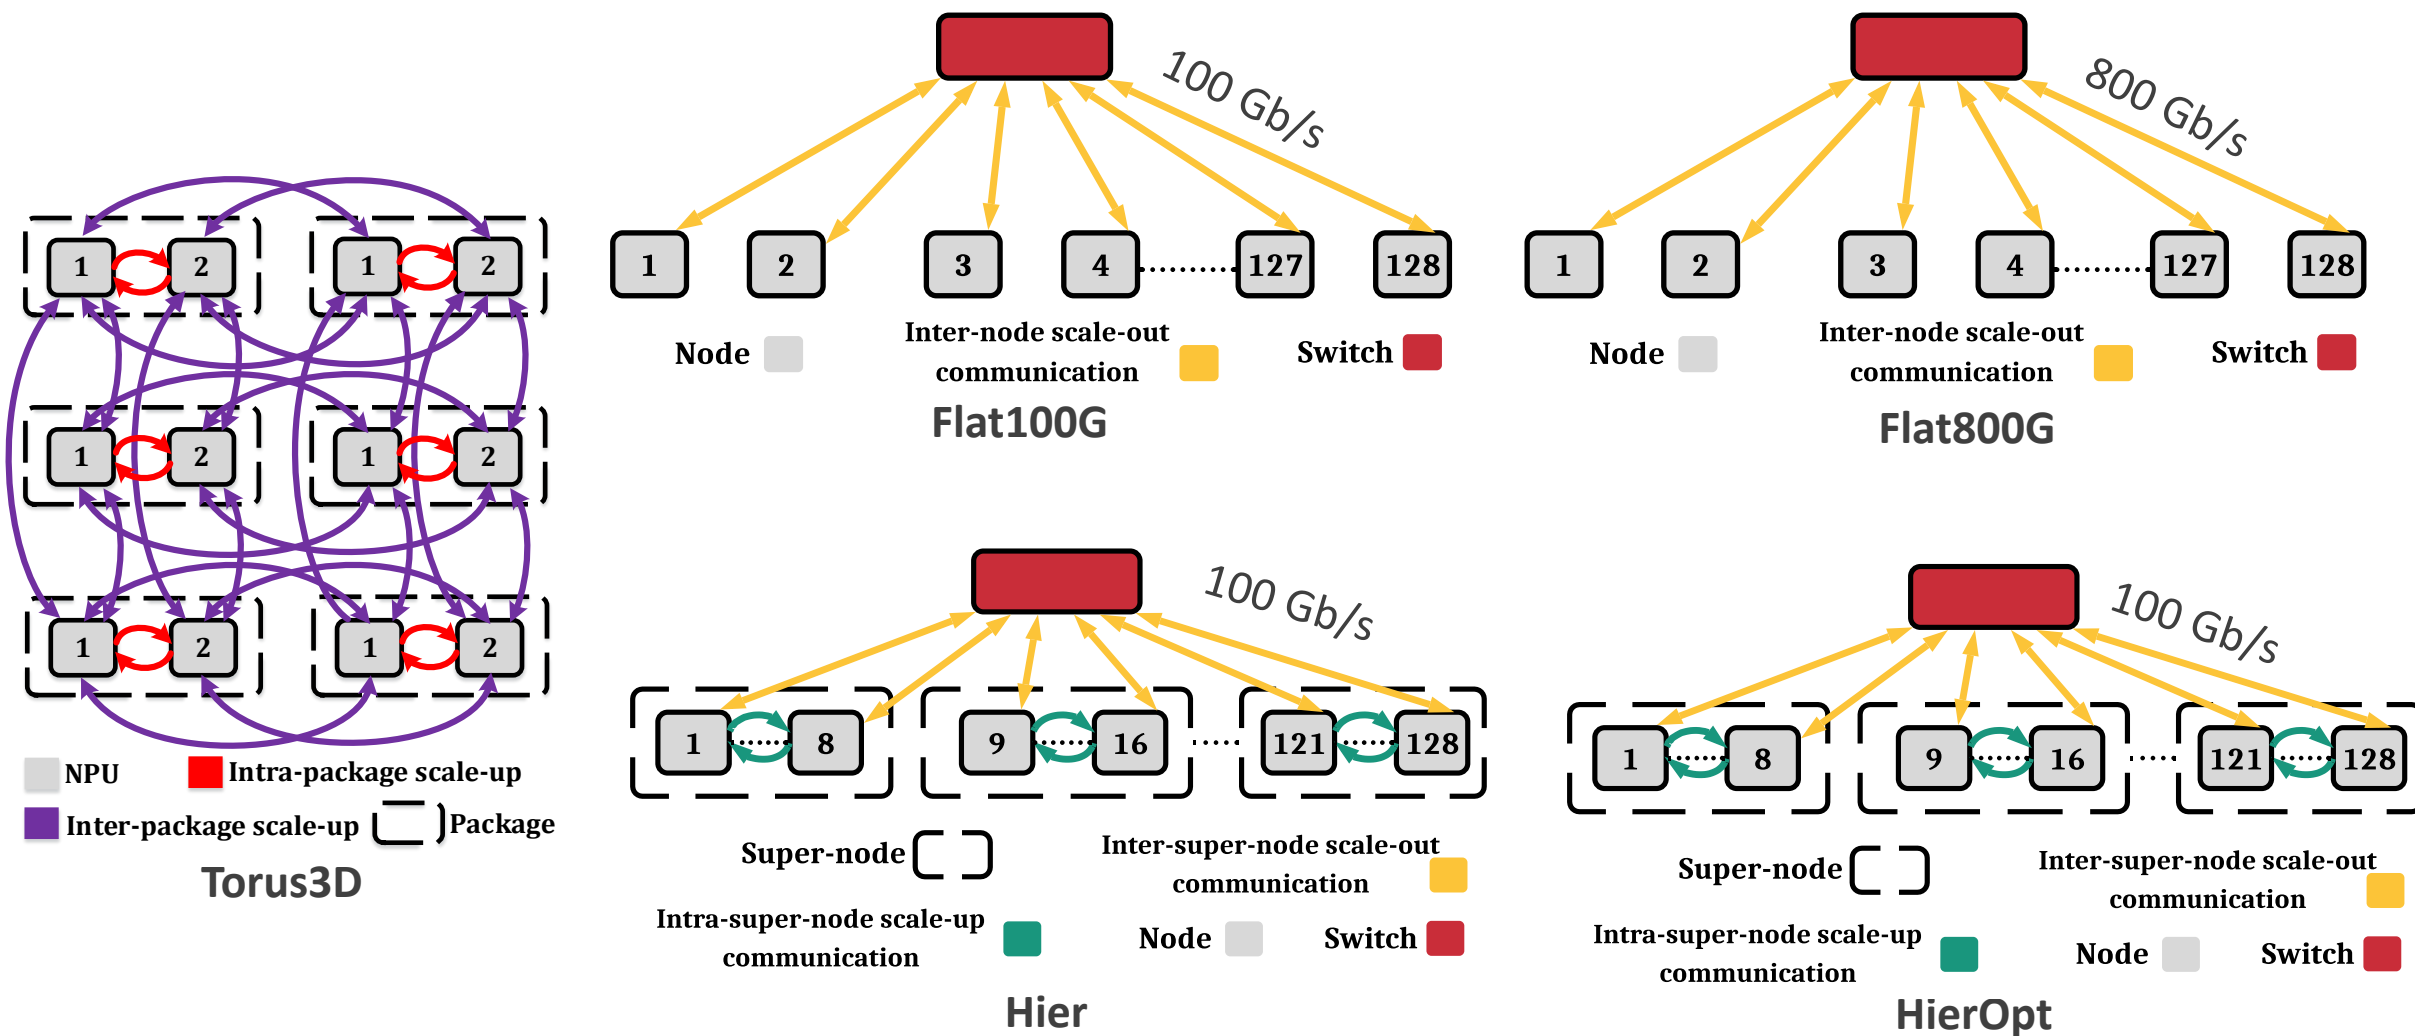 1 2 1 2
1 2 1 2
1 2 1 2
NPU
Intra-package scale-up
Inter-package scale-up
Package
Torus3D
100 Gb/s
1 2 3 4 127 128
Node
Inter-node scale-out
communication
Switch
Flat100G
800 Gb/s
1 2 3 4 127 128
Node
Inter-node scale-out
communication
Switch
Flat800G
100 Gb/s
1 8 9 16 121 128
Super-node
Inter-super-node scale-out
communication
Intra-super-node scale-up
communication
Node
Switch
Hier
100 Gb/s
1 8 9 16 121 128
Super-node
Inter-super-node scale-out
communication
Intra-super-node scale-up
communication
Node
Switch
HierOpt